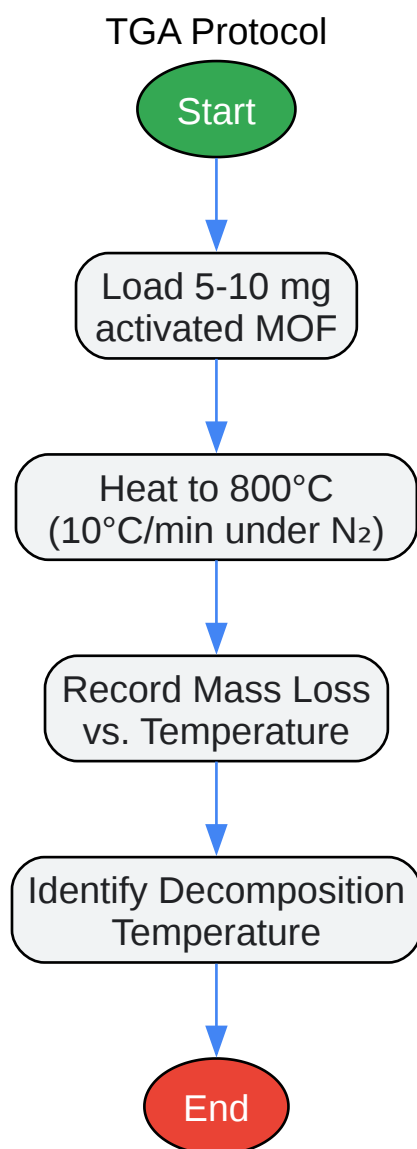 TGA Protocol
Start
Load 5-10 mg
activated MOF
Heat to 800°C
(10°C/min under N₂)
Record Mass Loss
vs. Temperature
Identify Decomposition
Temperature
End